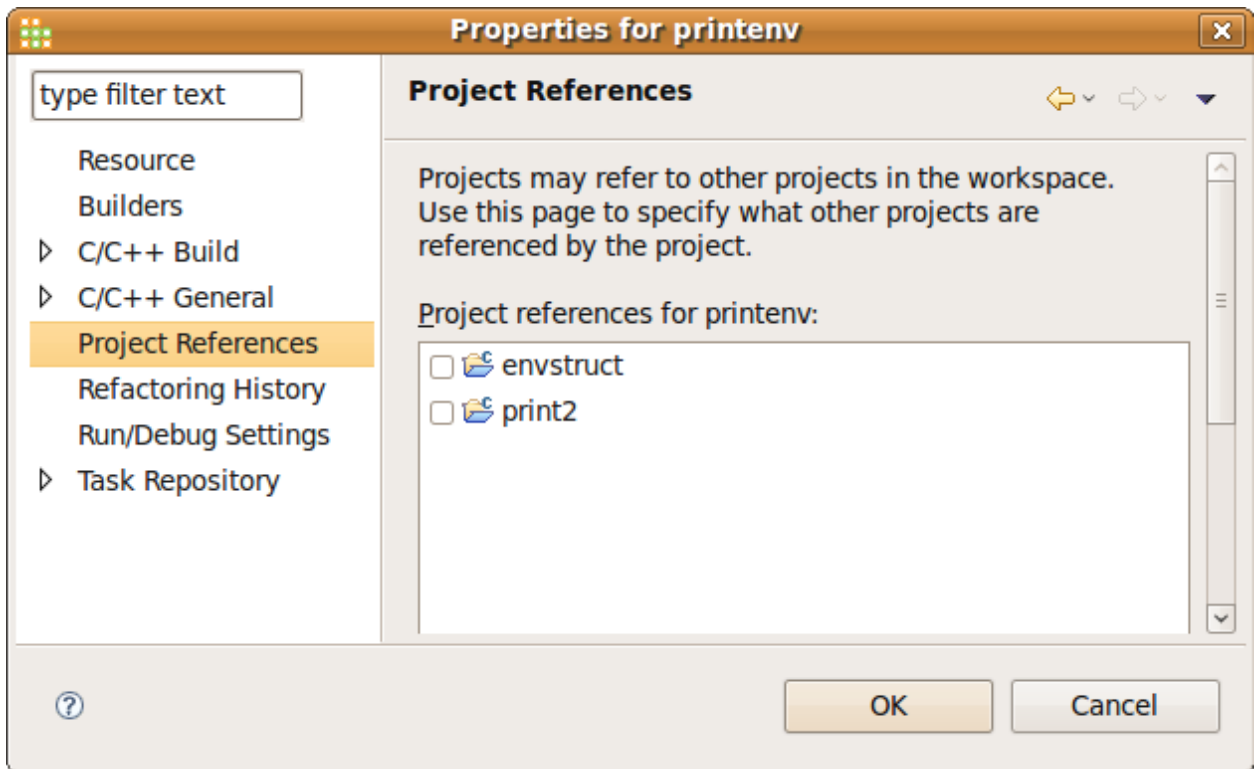 Properties for printenv
type filter text
Resource
Builders
C/C++ Build
C/C++ General
Project References
Refactoring History
Run/Debug Settings
Task Repository
Project References
Projects may refer to other projects in the workspace.
Use this page to specify what other projects are
referenced by the project.
Project references for printenv:
envstruct
print2
OK
Cancel